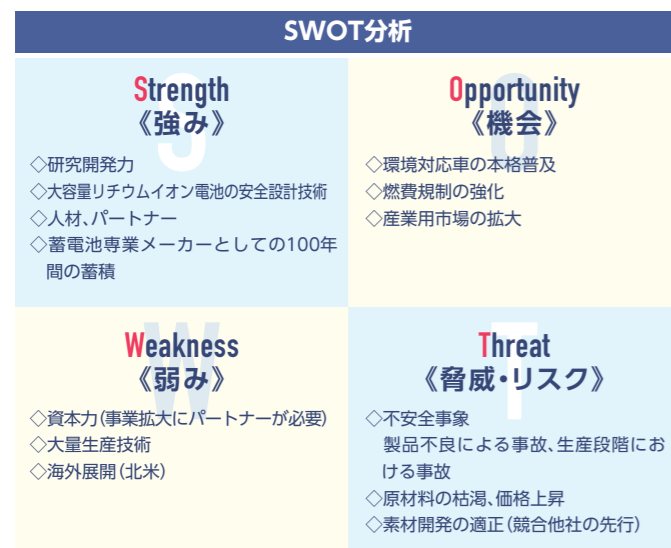 SWOT分析
S
Strength
《強み》
◇研究開発力
◇大容量リチウムイオン電池の安全設計技術
◇人材、パートナー
◇蓄電池専業メーカーとしての100年
間の蓄積
O
Opportunity
《機会》
◇環境対応車の本格普及
◇燃費規制の強化
◇産業用市場の拡大
W
Weakness
《弱み》
◇資本力(事業拡大にパートナーが必要)
◇大量生産技術
◇海外展開(北米)
T
Threat
《脅威・リスク》
◇不安全事象
製品不良による事故、生産段階にお
ける事故
◇原材料の枯渇、価格上昇
◇素材開発の適正(競合他社の先行)